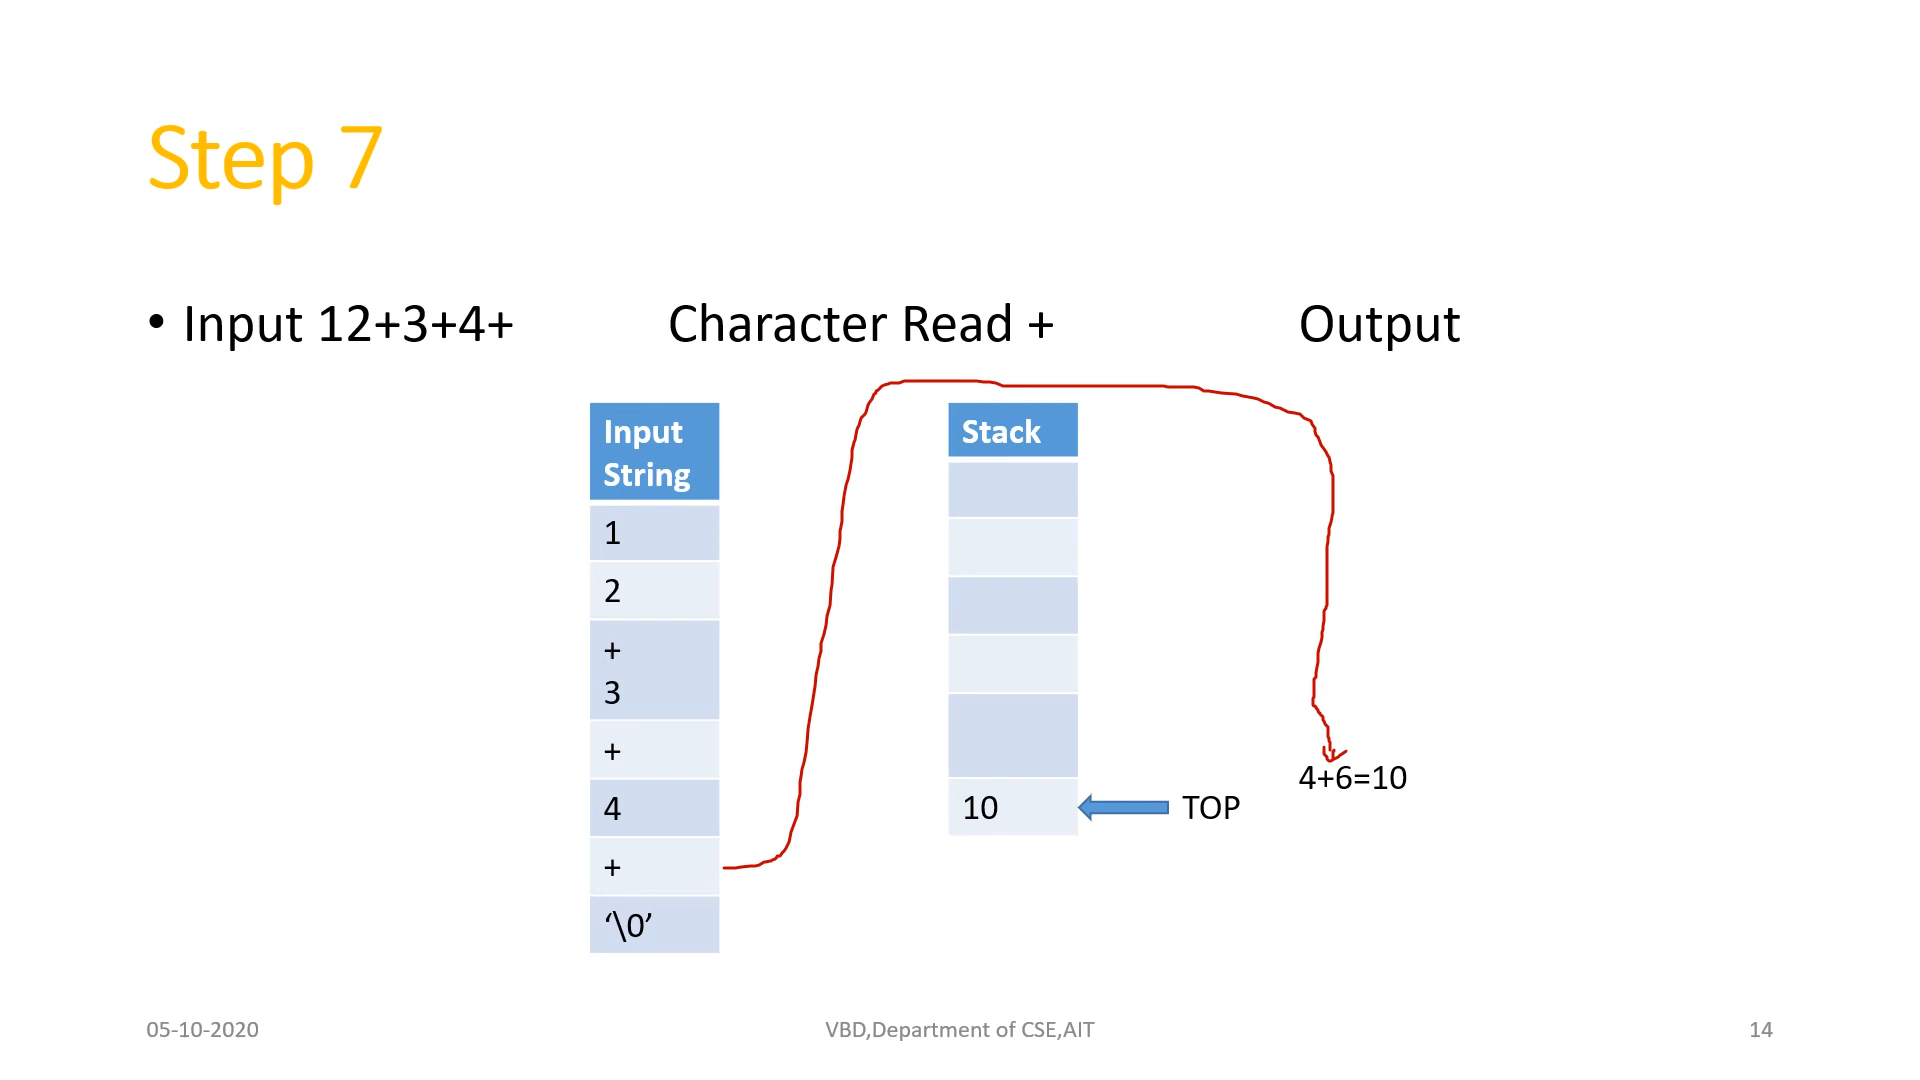 Step 7
• Input 12+3+4+ Character Read + Output
Input
String
1
2
+
3
+
4
+
‘\0’
Stack
10
TOP
4+6=10
05-10-2020
VBD,Department of CSE,AIT
14